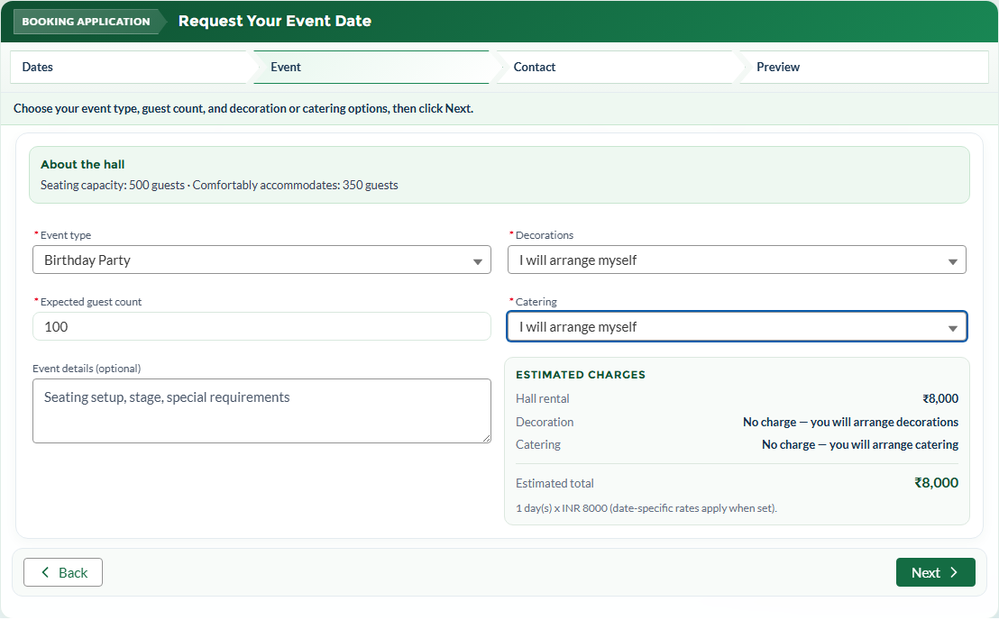 BOOKING APPLICATION Request Your Event Date
Dates Event Contact Preview
Choose your event type, guest count, and decoration or catering options, then click Next.
About the hall
Seating capacity: 500 guests · Comfortably accommodates: 350 guests
* Event type
Birthday Party
* Decorations
I will arrange myself
* Expected guest count
100
* Catering
I will arrange myself
Event details (optional)
Seating setup, stage, special requirements
ESTIMATED CHARGES
Hall rental ₹8,000
Decoration No charge — you will arrange decorations
Catering No charge — you will arrange catering
Estimated total ₹8,000
1 day(s) x INR 8000 (date-specific rates apply when set).
Back Next